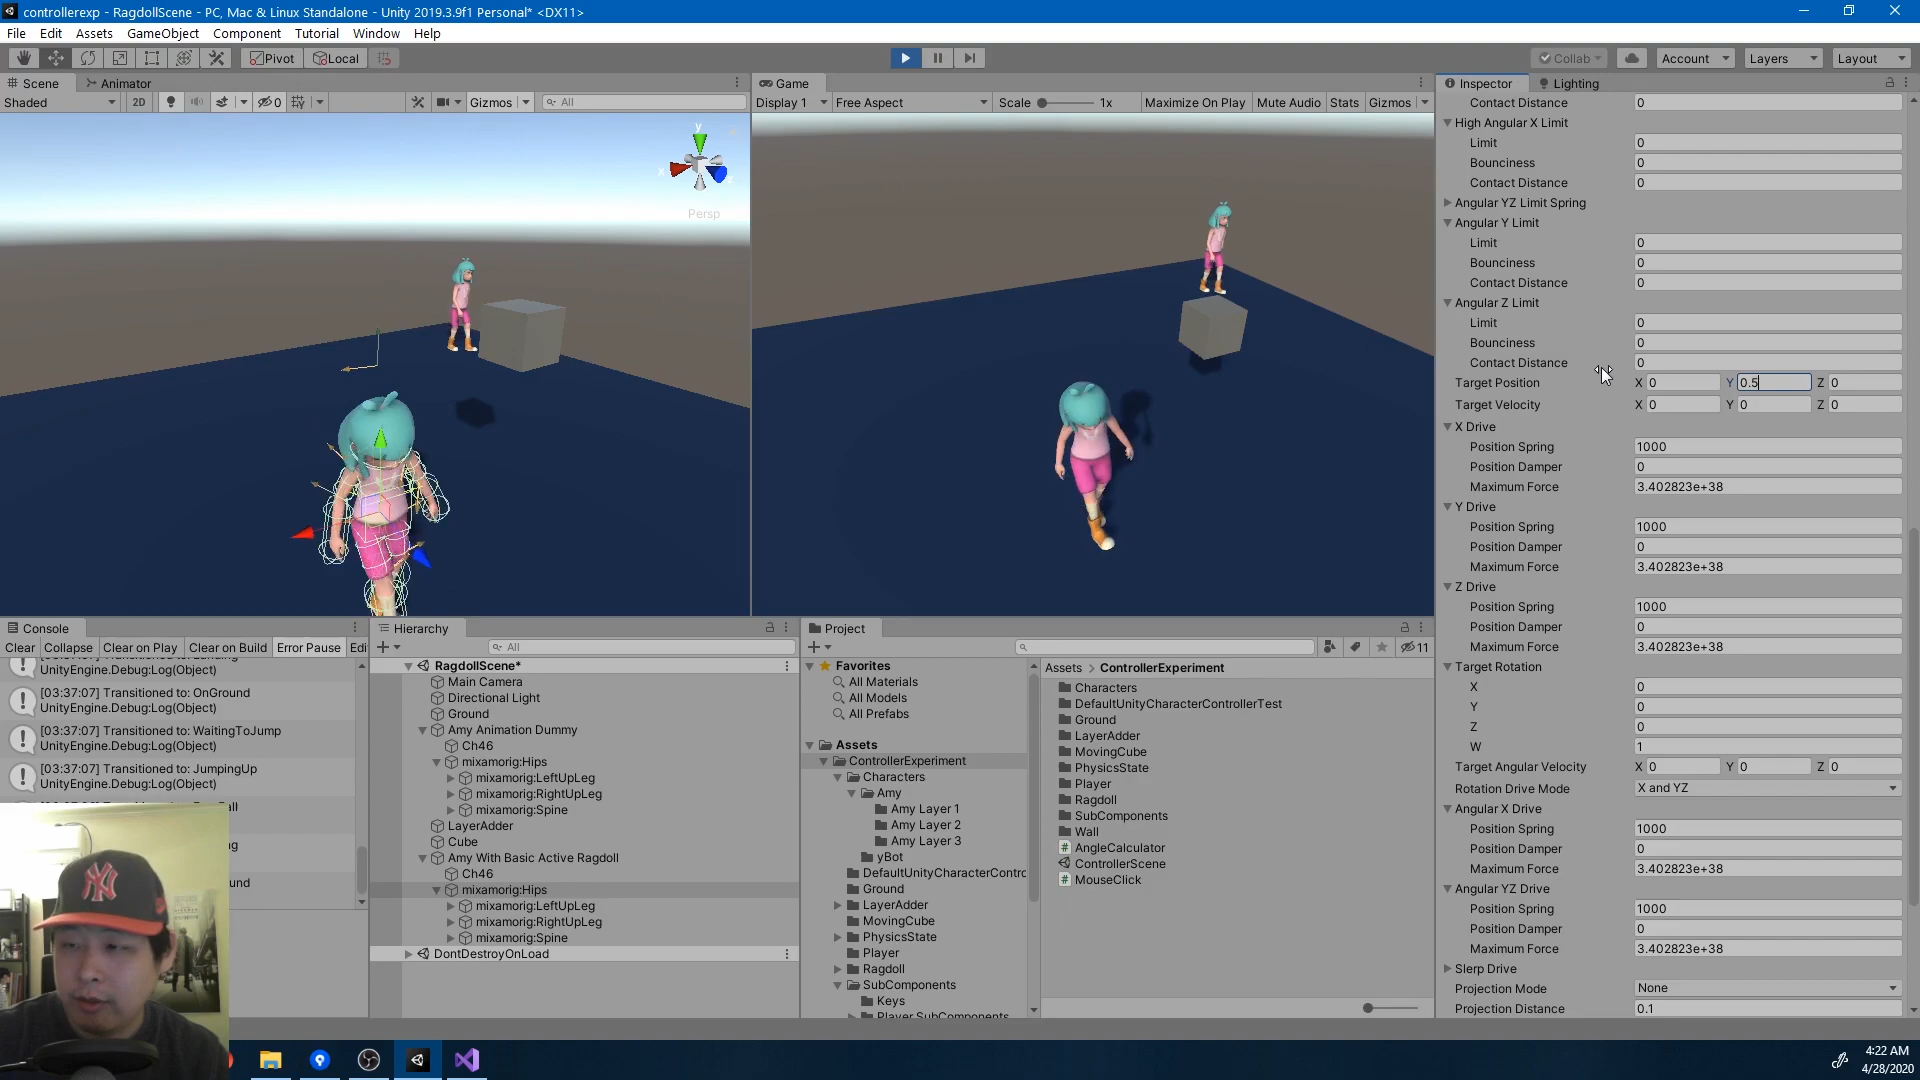 controllerexp - RagdollScene - PC, Mac & Linux Standalone - Unity 2019.3.9f1 Personal* <DX11>
File Edit Assets GameObject Component Tutorial Window Help
Pivot Local Collab Account Layers Layout
Scene Animator
Shaded 2D 0 Gizmos All
y
x
Persp
Game
Display 1 Free Aspect Scale 1x Maximize On Play Mute Audio Stats Gizmos
Console
Clear Collapse Clear on Play Clear on Build Error Pause Edi
UnityEngine.Debug:Log(Object)
[03:37:07] Transitioned to: OnGround
UnityEngine.Debug:Log(Object)
[03:37:07] Transitioned to: WaitingToJump
UnityEngine.Debug:Log(Object)
[03:37:07] Transitioned to: JumpingUp
UnityEngine.Debug:Log(Object)
Hierarchy
All
RagdollScene*
Main Camera
Directional Light
Ground
Amy Animation Dummy
Ch46
mixamorig:Hips
mixamorig:LeftUpLeg
mixamorig:RightUpLeg
mixamorig:Spine
LayerAdder
Cube
Amy With Basic Active Ragdoll
Ch46
mixamorig:Hips
mixamorig:LeftUpLeg
mixamorig:RightUpLeg
mixamorig:Spine
DontDestroyOnLoad
Project
11
Favorites
All Materials
All Models
All Prefabs
Assets
ControllerExperiment
Characters
Amy
Amy Layer 1
Amy Layer 2
Amy Layer 3
yBot
DefaultUnityCharacterContro
Ground
LayerAdder
MovingCube
PhysicsState
Player
Ragdoll
SubComponents
Keys
Player SubComponents
Assets > ControllerExperiment
Characters
DefaultUnityCharacterControllerTest
Ground
LayerAdder
MovingCube
PhysicsState
Player
Ragdoll
SubComponents
Wall
AngleCalculator
ControllerScene
MouseClick
Inspector Lighting
Contact Distance 0
High Angular X Limit
Limit 0
Bounciness 0
Contact Distance 0
Angular YZ Limit Spring
Angular Y Limit
Limit 0
Bounciness 0
Contact Distance 0
Angular Z Limit
Limit 0
Bounciness 0
Contact Distance 0
Target Position X 0 Y 0.5 Z 0
Target Velocity X 0 Y 0 Z 0
X Drive
Position Spring 1000
Position Damper 0
Maximum Force 3.402823e+38
Y Drive
Position Spring 1000
Position Damper 0
Maximum Force 3.402823e+38
Z Drive
Position Spring 1000
Position Damper 0
Maximum Force 3.402823e+38
Target Rotation
X 0
Y 0
Z 0
W 1
Target Angular Velocity X 0 Y 0 Z 0
Rotation Drive Mode X and YZ
Angular X Drive
Position Spring 1000
Position Damper 0
Maximum Force 3.402823e+38
Angular YZ Drive
Position Spring 1000
Position Damper 0
Maximum Force 3.402823e+38
Slerp Drive
Projection Mode None
Projection Distance 0.1
4:22 AM
4/28/2020